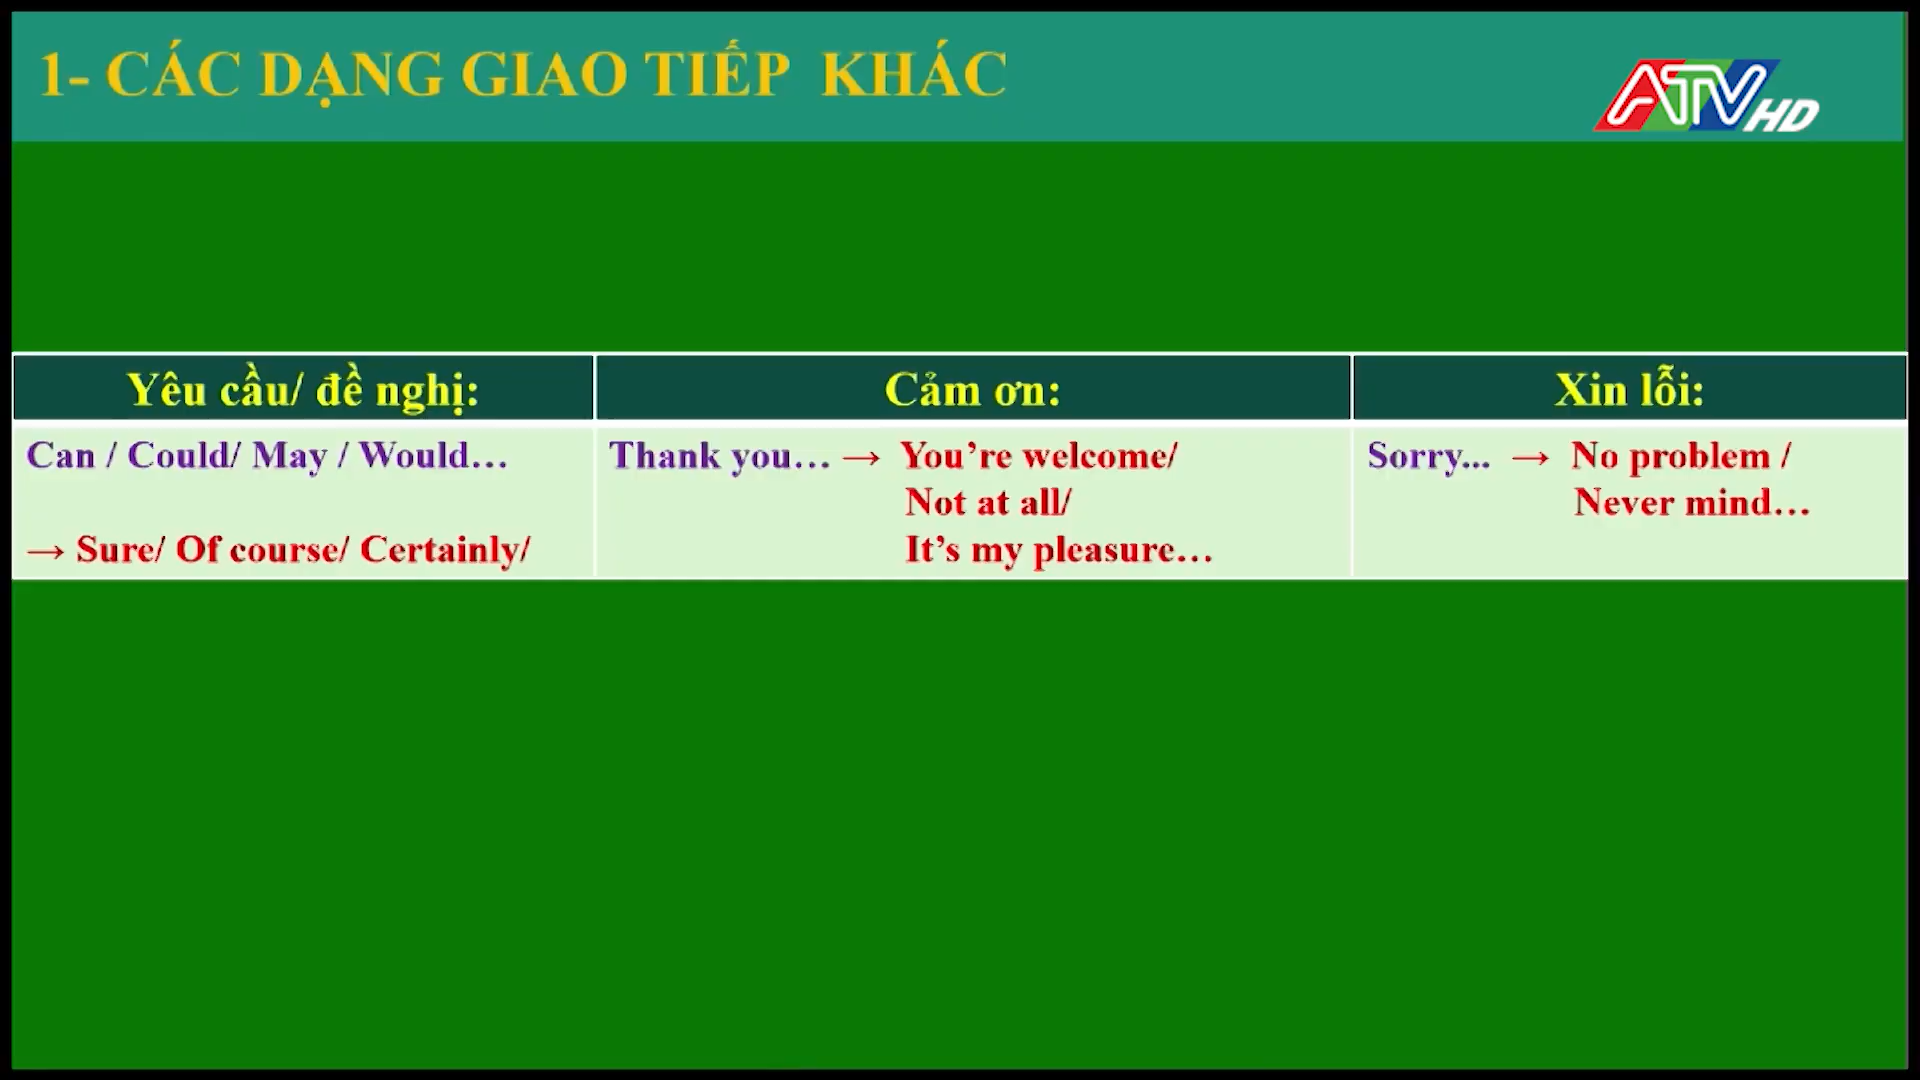 1- CÁC DẠNG GIAO TIẾP KHÁC
ATV HD
Yêu cầu/ đề nghị:
Cảm ơn:
Xin lỗi:
Can / Could/ May / Would…
→ Sure/ Of course/ Certainly/
Thank you… → You’re welcome/
Not at all/
It’s my pleasure…
Sorry... → No problem /
Never mind…